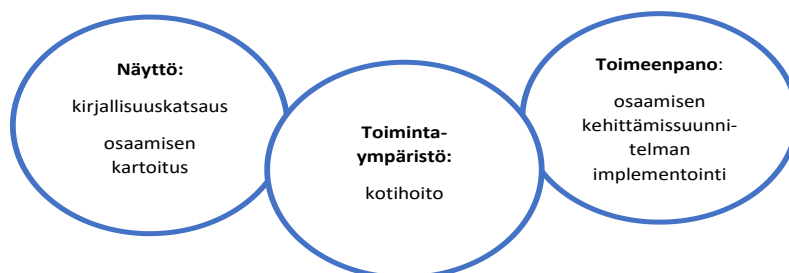 Näyttö:
kirjallisuuskatsaus
osaamisen
kartoitus
Toiminta-
ympäristö:
kotihoito
Toimeenpano:
osaamisen
kehittämissuunni-
telman
implementointi